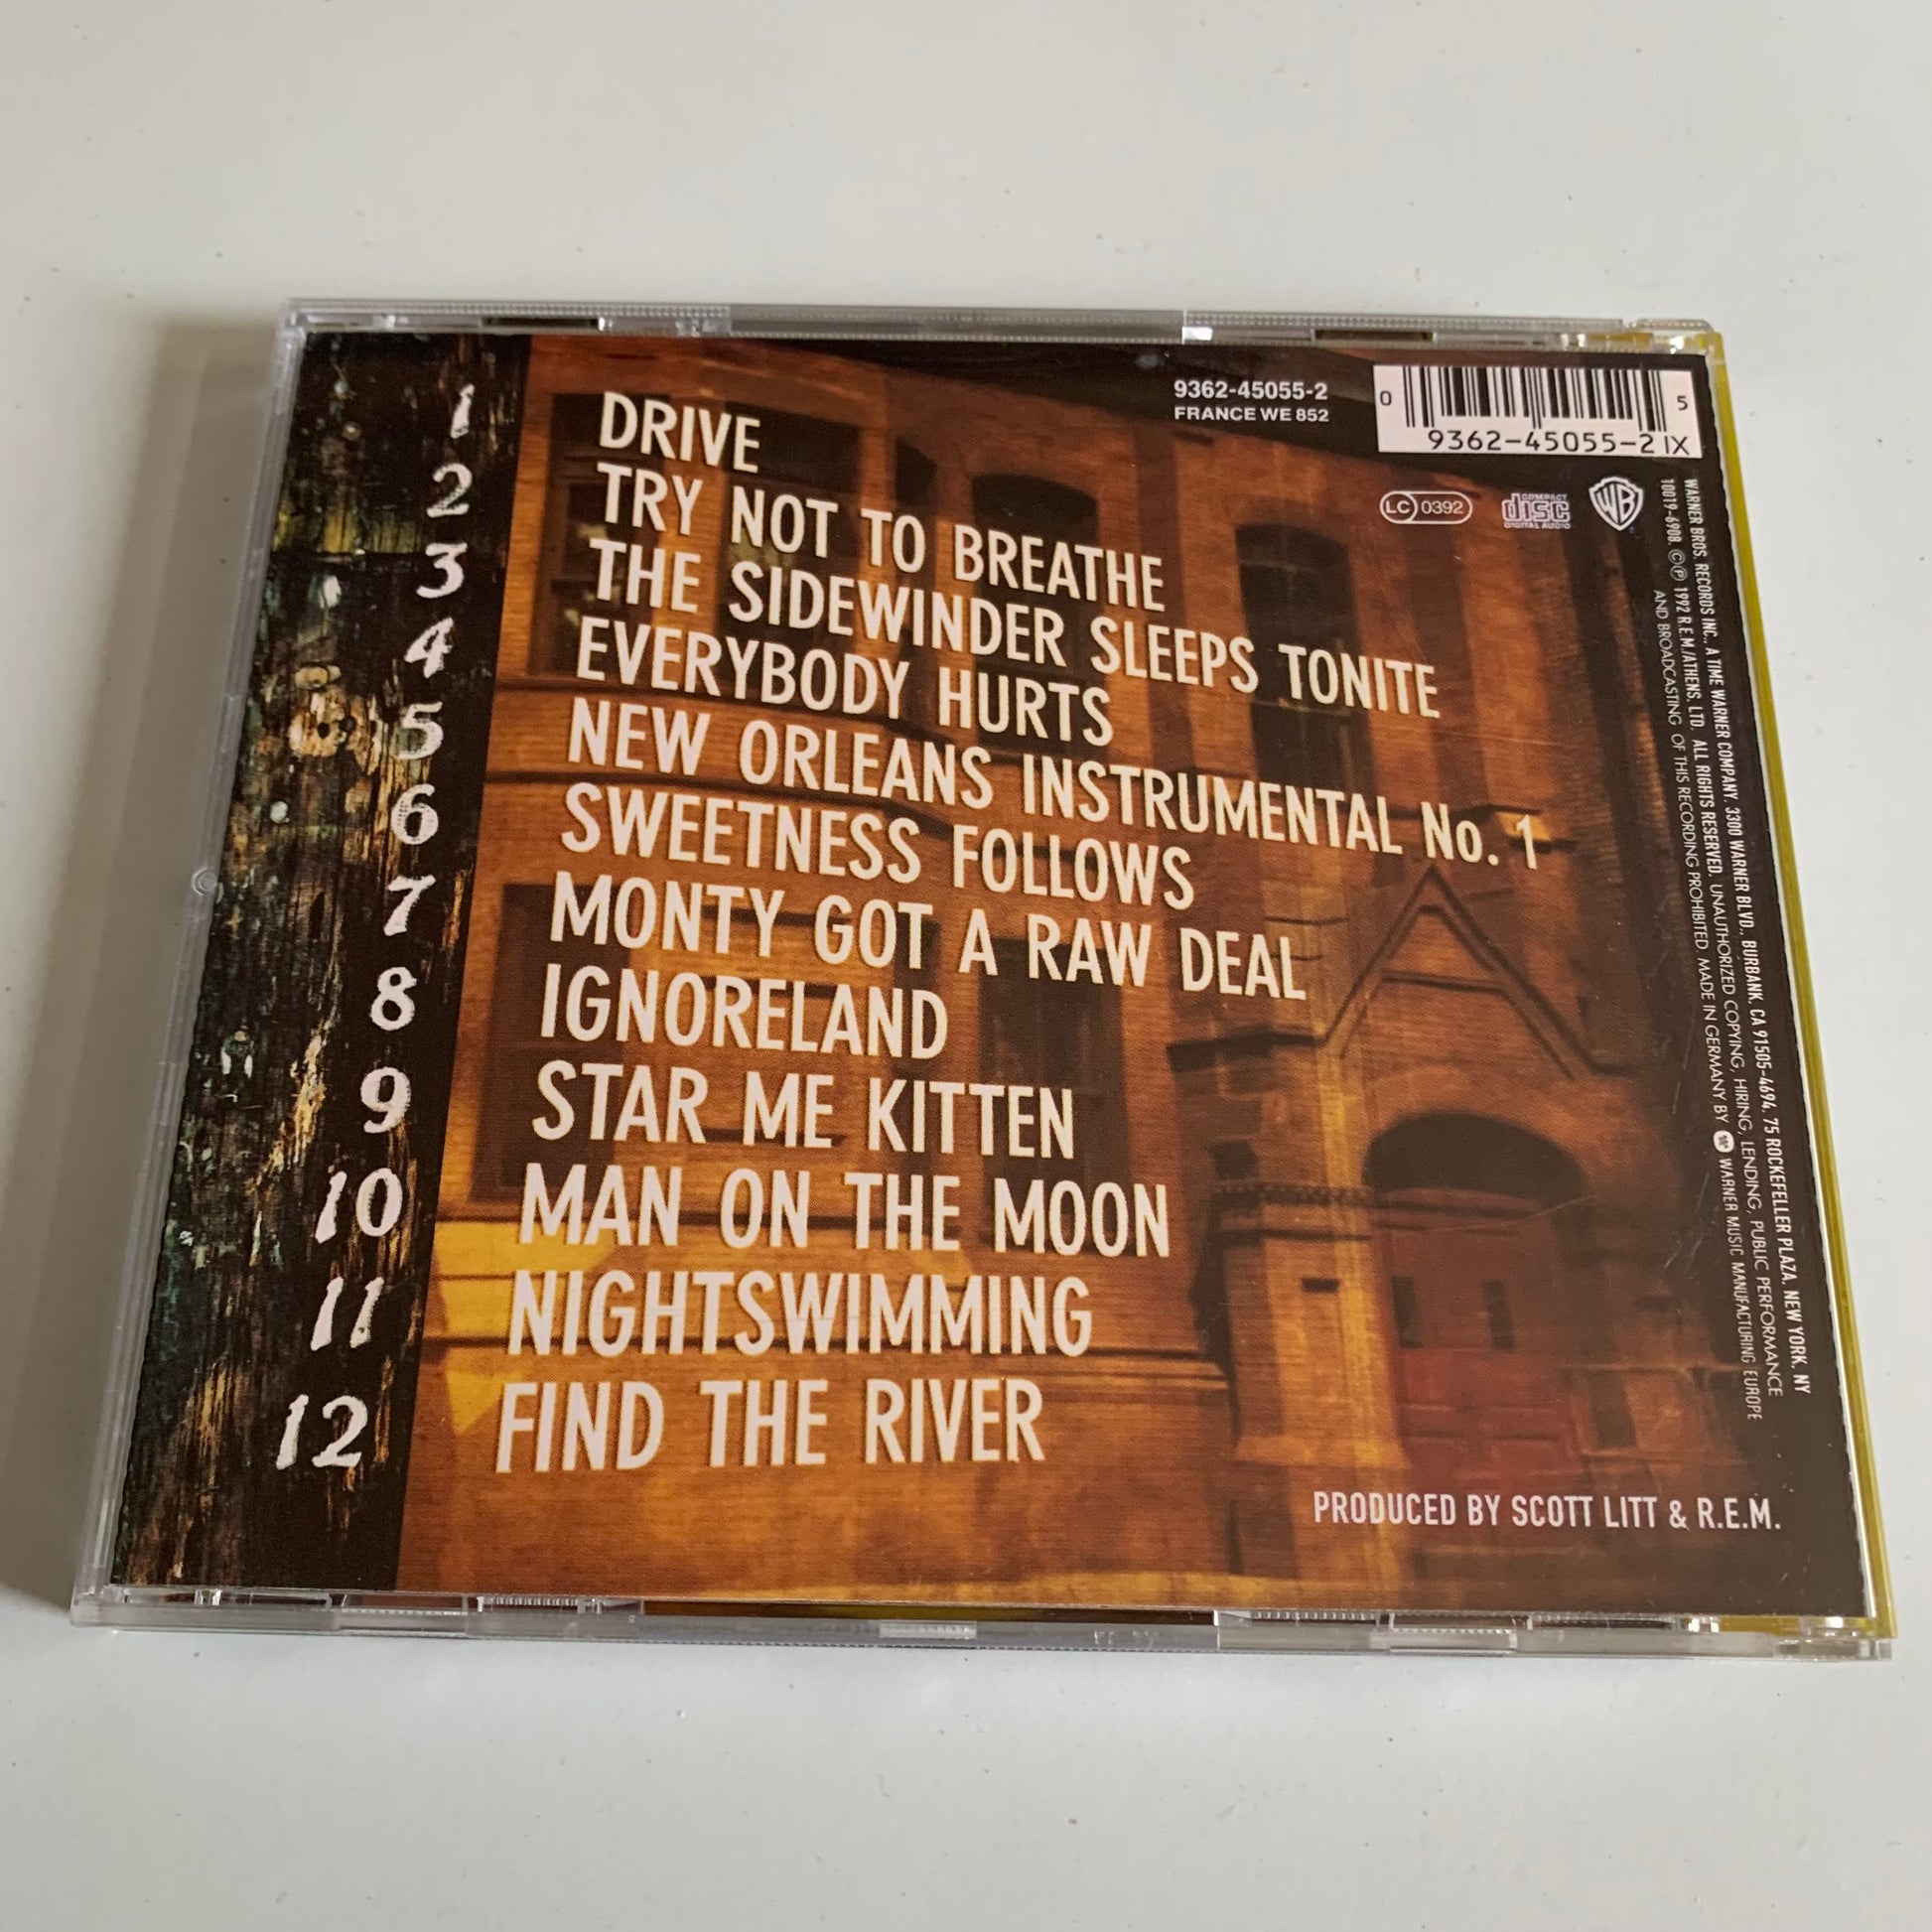 1 DRIVE
2 TRY NOT TO BREATHE
3 THE SIDEWINDER SLEEPS TONITE
4 EVERYBODY HURTS
5 NEW ORLEANS INSTRUMENTAL No. 1
6 SWEETNESS FOLLOWS
7 MONTY GOT A RAW DEAL
8 IGNORELAND
9 STAR ME KITTEN
10 MAN ON THE MOON
11 NIGHTSWIMMING
12 FIND THE RIVER
9362-45055-2
FRANCE WE 852
0 5
9362-45055-2 IX
LC 0392
COMPACT
disc
DIGITAL AUDIO
WB
WARNER BROS. RECORDS INC., A TIME WARNER COMPANY. 3300 WARNER BLVD., BURBANK. CA 91505-4694. 75 ROCKEFELLER PLAZA. NEW YORK. NY
10019-6908. ©℗ 1992 R.E.M./ATHENS. LTD. ALL RIGHTS RESERVED. UNAUTHORIZED COPYING, HIRING, LENDING, PUBLIC PERFORMANCE
AND BROADCASTING OF THIS RECORDING PROHIBITED. MADE IN GERMANY BY WARNER MUSIC MANUFACTURING EUROPE
PRODUCED BY SCOTT LITT & R.E.M.